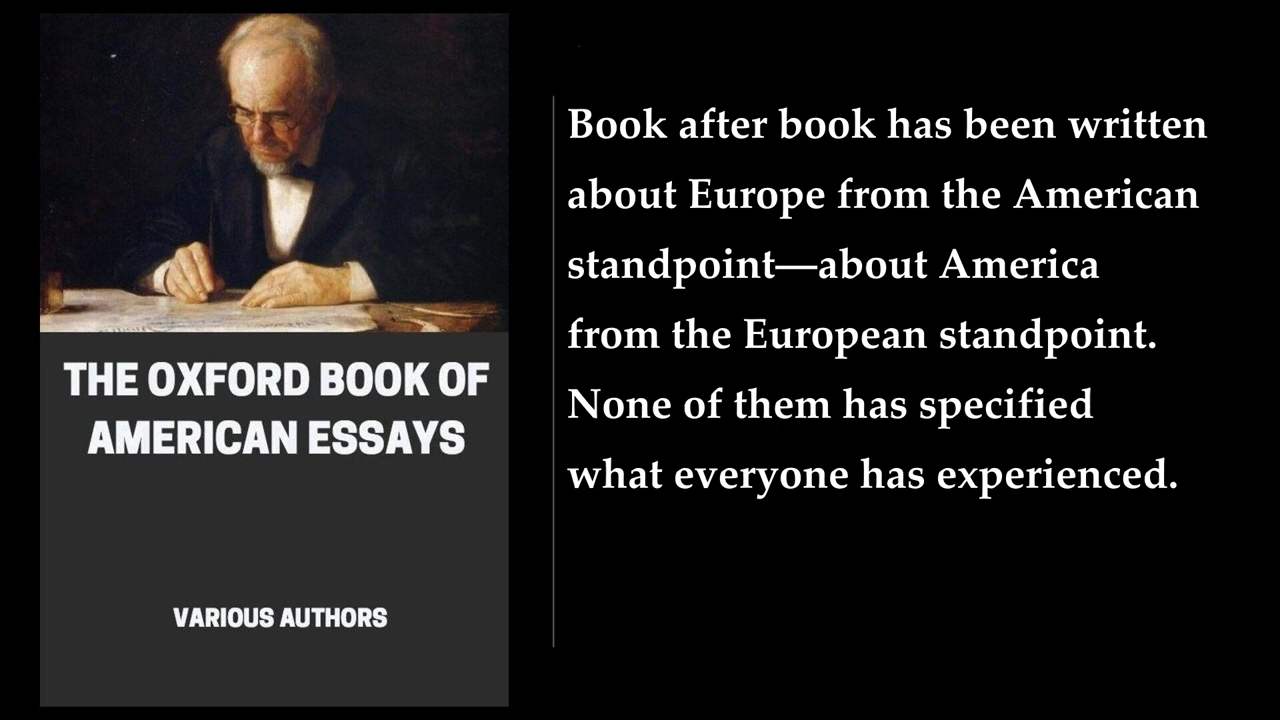 THE OXFORD BOOK OF
AMERICAN ESSAYS
VARIOUS AUTHORS
Book after book has been written
about Europe from the American
standpoint—about America
from the European standpoint.
None of them has specified
what everyone has experienced.